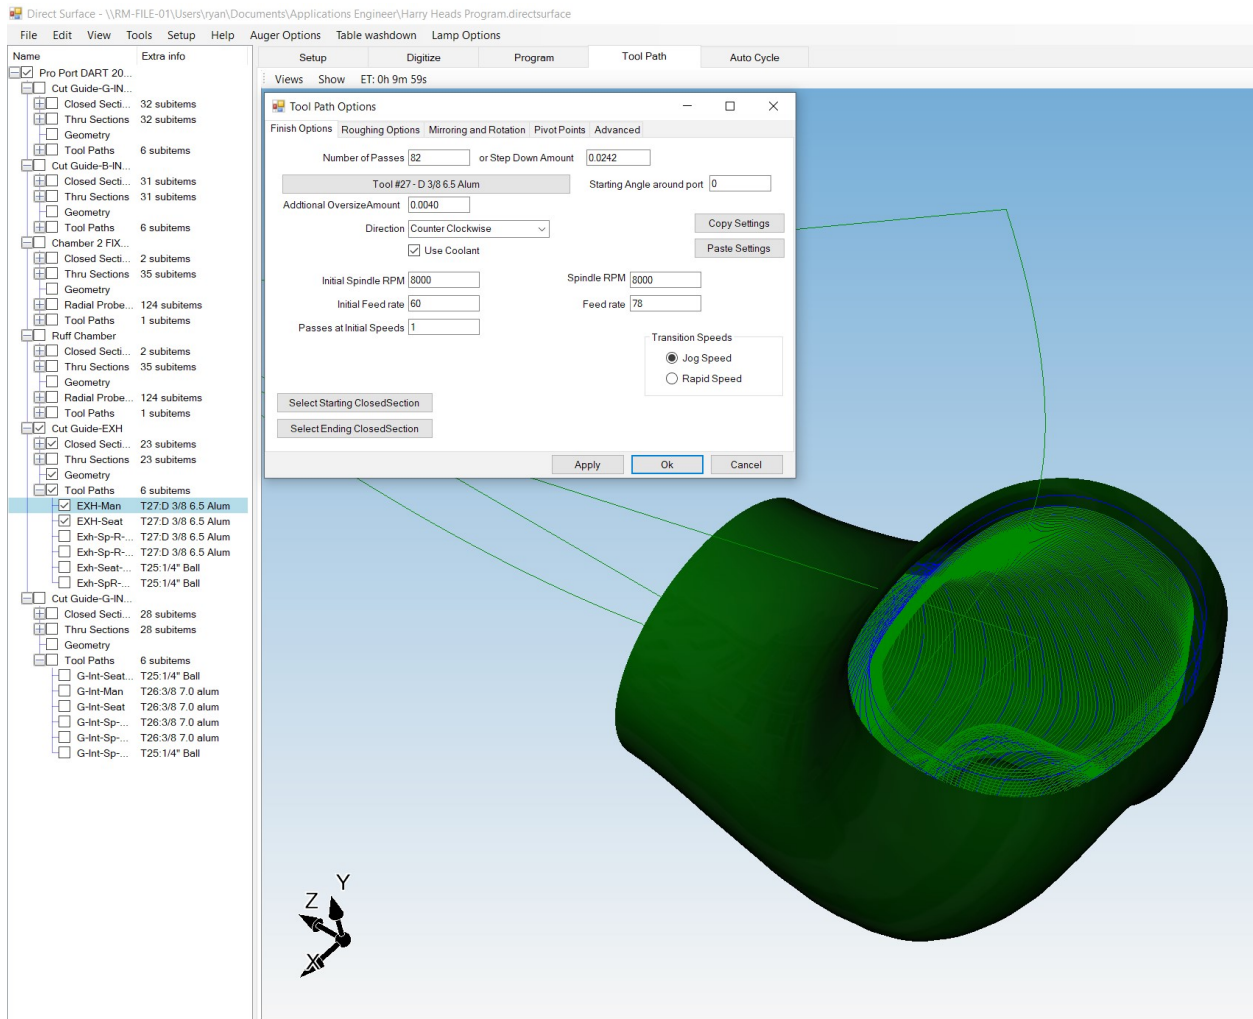 Direct Surface - \\RM-FILE-01\Users\ryan\Documents\Applications Engineer\Harry Heads Program.directsurface
File Edit View Tools Setup Help Auger Options Table washdown Lamp Options
Name Extra info
Setup Digitize Program Tool Path Auto Cycle
Views Show ET: 0h 9m 59s
Pro Port DART 20...
Cut Guide-G-IN...
Closed Secti... 32 subitems
Thru Sections 32 subitems
Geometry
Tool Paths 6 subitems
Cut Guide-B-IN...
Closed Secti... 31 subitems
Thru Sections 31 subitems
Geometry
Tool Paths 6 subitems
Chamber 2 FIX...
Closed Secti... 2 subitems
Thru Sections 35 subitems
Geometry
Radial Probe... 124 subitems
Tool Paths 1 subitems
Ruff Chamber
Closed Secti... 2 subitems
Thru Sections 35 subitems
Geometry
Radial Probe... 124 subitems
Tool Paths 1 subitems
Cut Guide-EXH
Closed Secti... 23 subitems
Thru Sections 23 subitems
Geometry
Tool Paths 6 subitems
EXH-Man T27:D 3/8 6.5 Alum
EXH-Seat T27:D 3/8 6.5 Alum
Exh-Sp-R-... T27:D 3/8 6.5 Alum
Exh-Sp-R-... T27:D 3/8 6.5 Alum
Exh-Seat-... T25:1/4" Ball
Exh-SpR-... T25:1/4" Ball
Cut Guide-G-IN...
Closed Secti... 28 subitems
Thru Sections 28 subitems
Geometry
Tool Paths 6 subitems
G-Int-Seat... T25:1/4" Ball
G-Int-Man T26:3/8 7.0 alum
G-Int-Seat T26:3/8 7.0 alum
G-Int-Sp-... T26:3/8 7.0 alum
G-Int-Sp-... T26:3/8 7.0 alum
G-Int-Sp-... T25:1/4" Ball
Tool Path Options
Finish Options Roughing Options Mirroring and Rotation Pivot Points Advanced
Number of Passes 82 or Step Down Amount 0.0242
Tool #27 - D 3/8 6.5 Alum Starting Angle around port 0
Addtional OversizeAmount 0.0040
Direction Counter Clockwise Copy Settings
Use Coolant Paste Settings
Initial Spindle RPM 8000 Spindle RPM 8000
Initial Feed rate 60 Feed rate 78
Passes at Initial Speeds 1
Transition Speeds
Jog Speed
Rapid Speed
Select Starting ClosedSection
Select Ending ClosedSection
Apply Ok Cancel
Y
Z
X